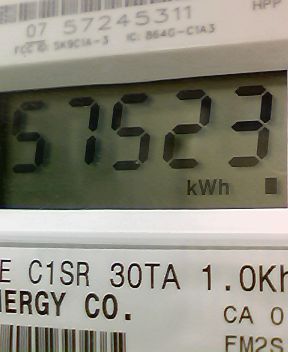 HPP
07 57245311
FCC ID: SK9C1A-3 IC: 864G-C1A3
57523
kWh
E C1SR 30TA 1.0Kh
NERGY CO.
CA 0
FM2S